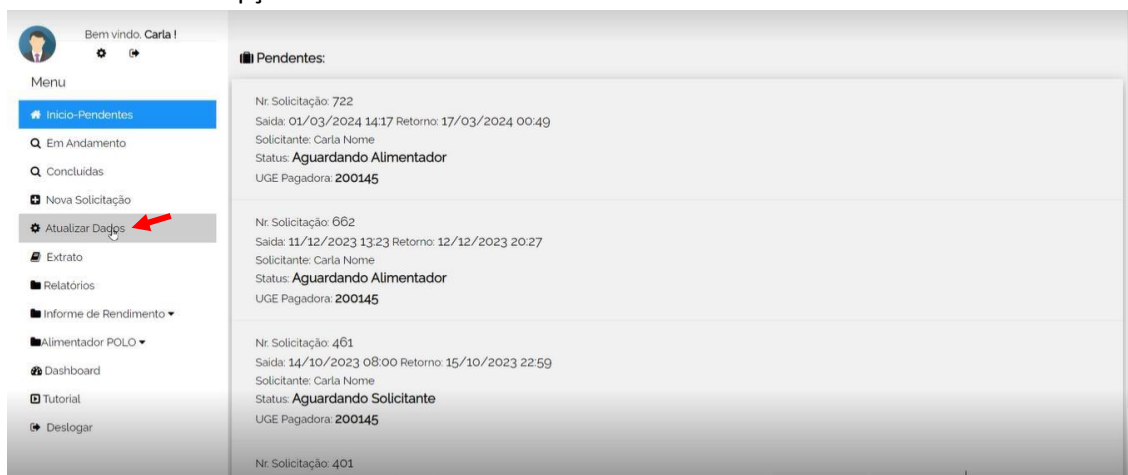 Bem vindo, Carla !
Menu
Inicio-Pendentes
Em Andamento
Concluídas
Nova Solicitação
Atualizar Dados
Extrato
Relatórios
Informe de Rendimento
Alimentador POLO
Dashboard
Tutorial
Deslogar
Pendentes:
Nr. Solicitação: 722
Saida: 01/03/2024 14:17 Retorno: 17/03/2024 00:49
Solicitante: Carla Nome
Status: Aguardando Alimentador
UGE Pagadora: 200145
Nr. Solicitação: 662
Saida: 11/12/2023 13:23 Retorno: 12/12/2023 20:27
Solicitante: Carla Nome
Status: Aguardando Alimentador
UGE Pagadora: 200145
Nr. Solicitação: 461
Saida: 14/10/2023 08:00 Retorno: 15/10/2023 22:59
Solicitante: Carla Nome
Status: Aguardando Solicitante
UGE Pagadora: 200145
Nr. Solicitação: 401